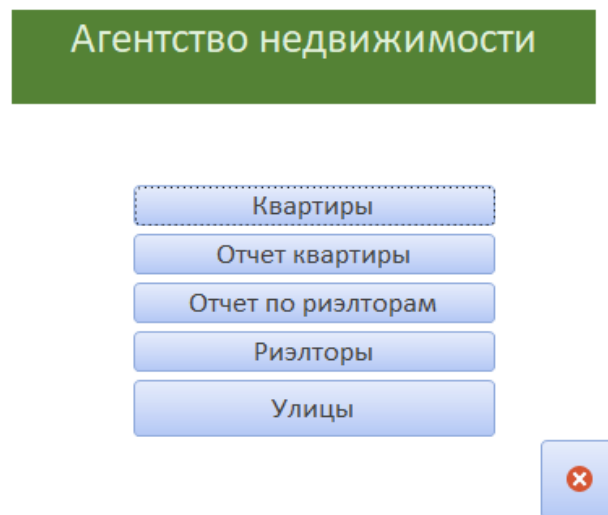 Агентство недвижимости
Квартиры
Отчет квартиры
Отчет по риэлторам
Риэлторы
Улицы